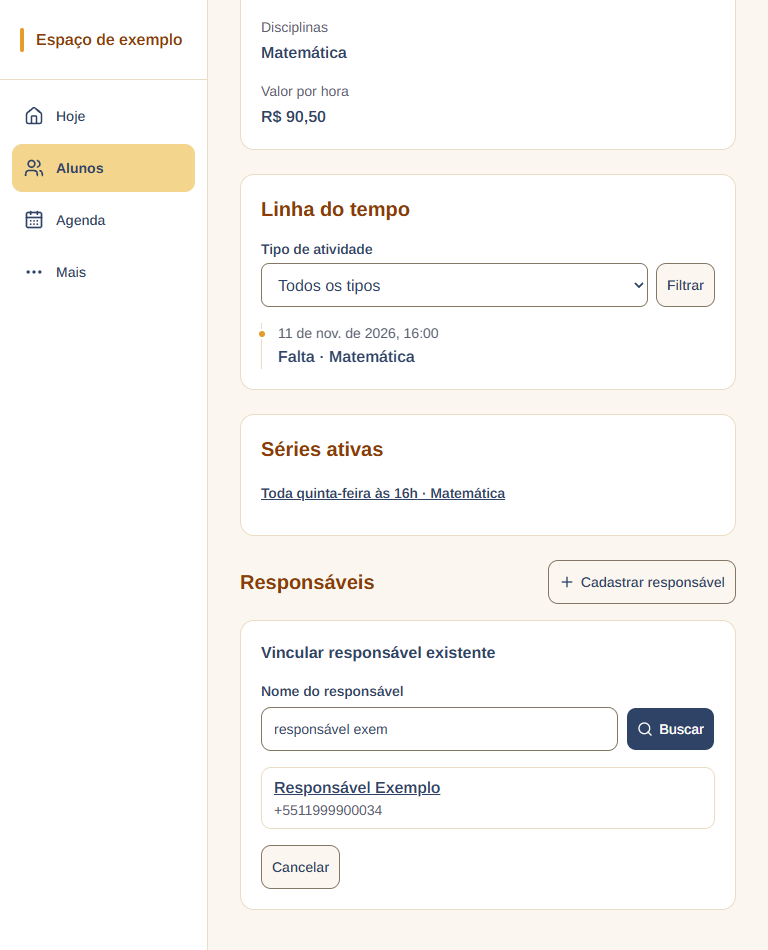 Espaço de exemplo
Hoje
Alunos
Agenda
Mais
Disciplinas
Matemática
Valor por hora
R$ 90,50
Linha do tempo
Tipo de atividade
Todos os tipos
Filtrar
11 de nov. de 2026, 16:00
Falta · Matemática
Séries ativas
Toda quinta-feira às 16h · Matemática
Responsáveis
Cadastrar responsável
Vincular responsável existente
Nome do responsável
responsável exem
Buscar
Responsável Exemplo
+5511999900034
Cancelar